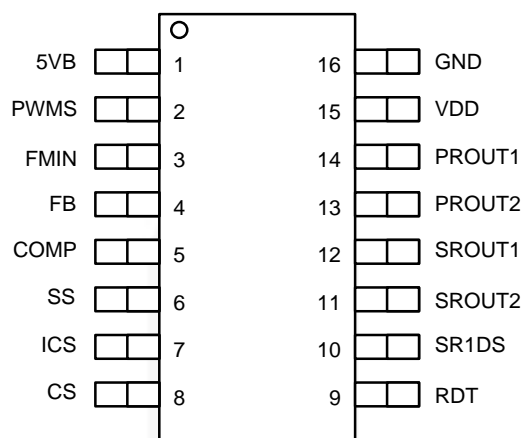 5VB 1 16 GND
PWMS 2 15 VDD
FMIN 3 14 PROUT1
FB 4 13 PROUT2
COMP 5 12 SROUT1
SS 6 11 SROUT2
ICS 7 10 SR1DS
CS 8 9 RDT